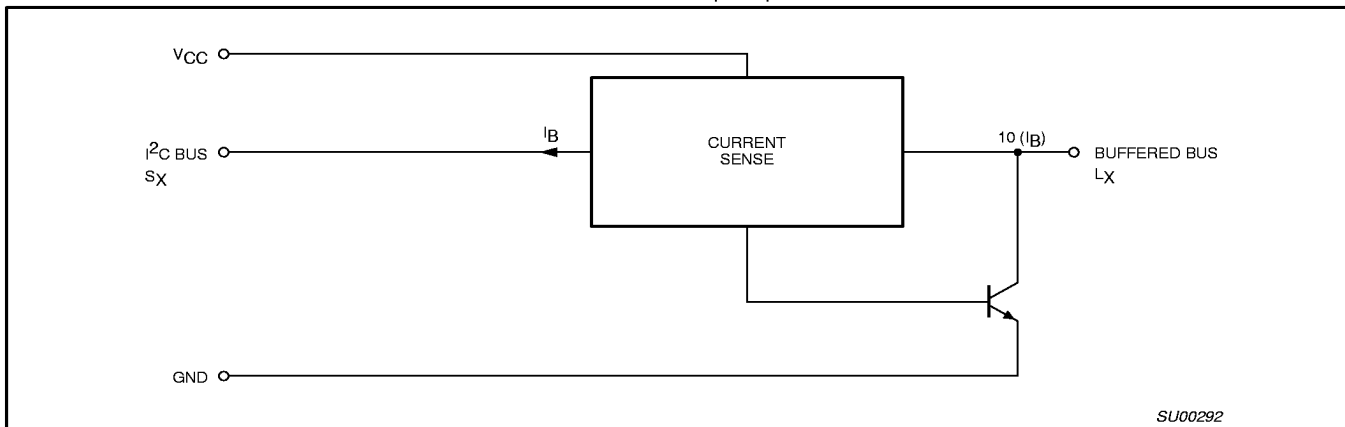 VCC
I²C BUS
SX
IB
CURRENT
SENSE
10 (IB)
BUFFERED BUS
LX
GND
SU00292